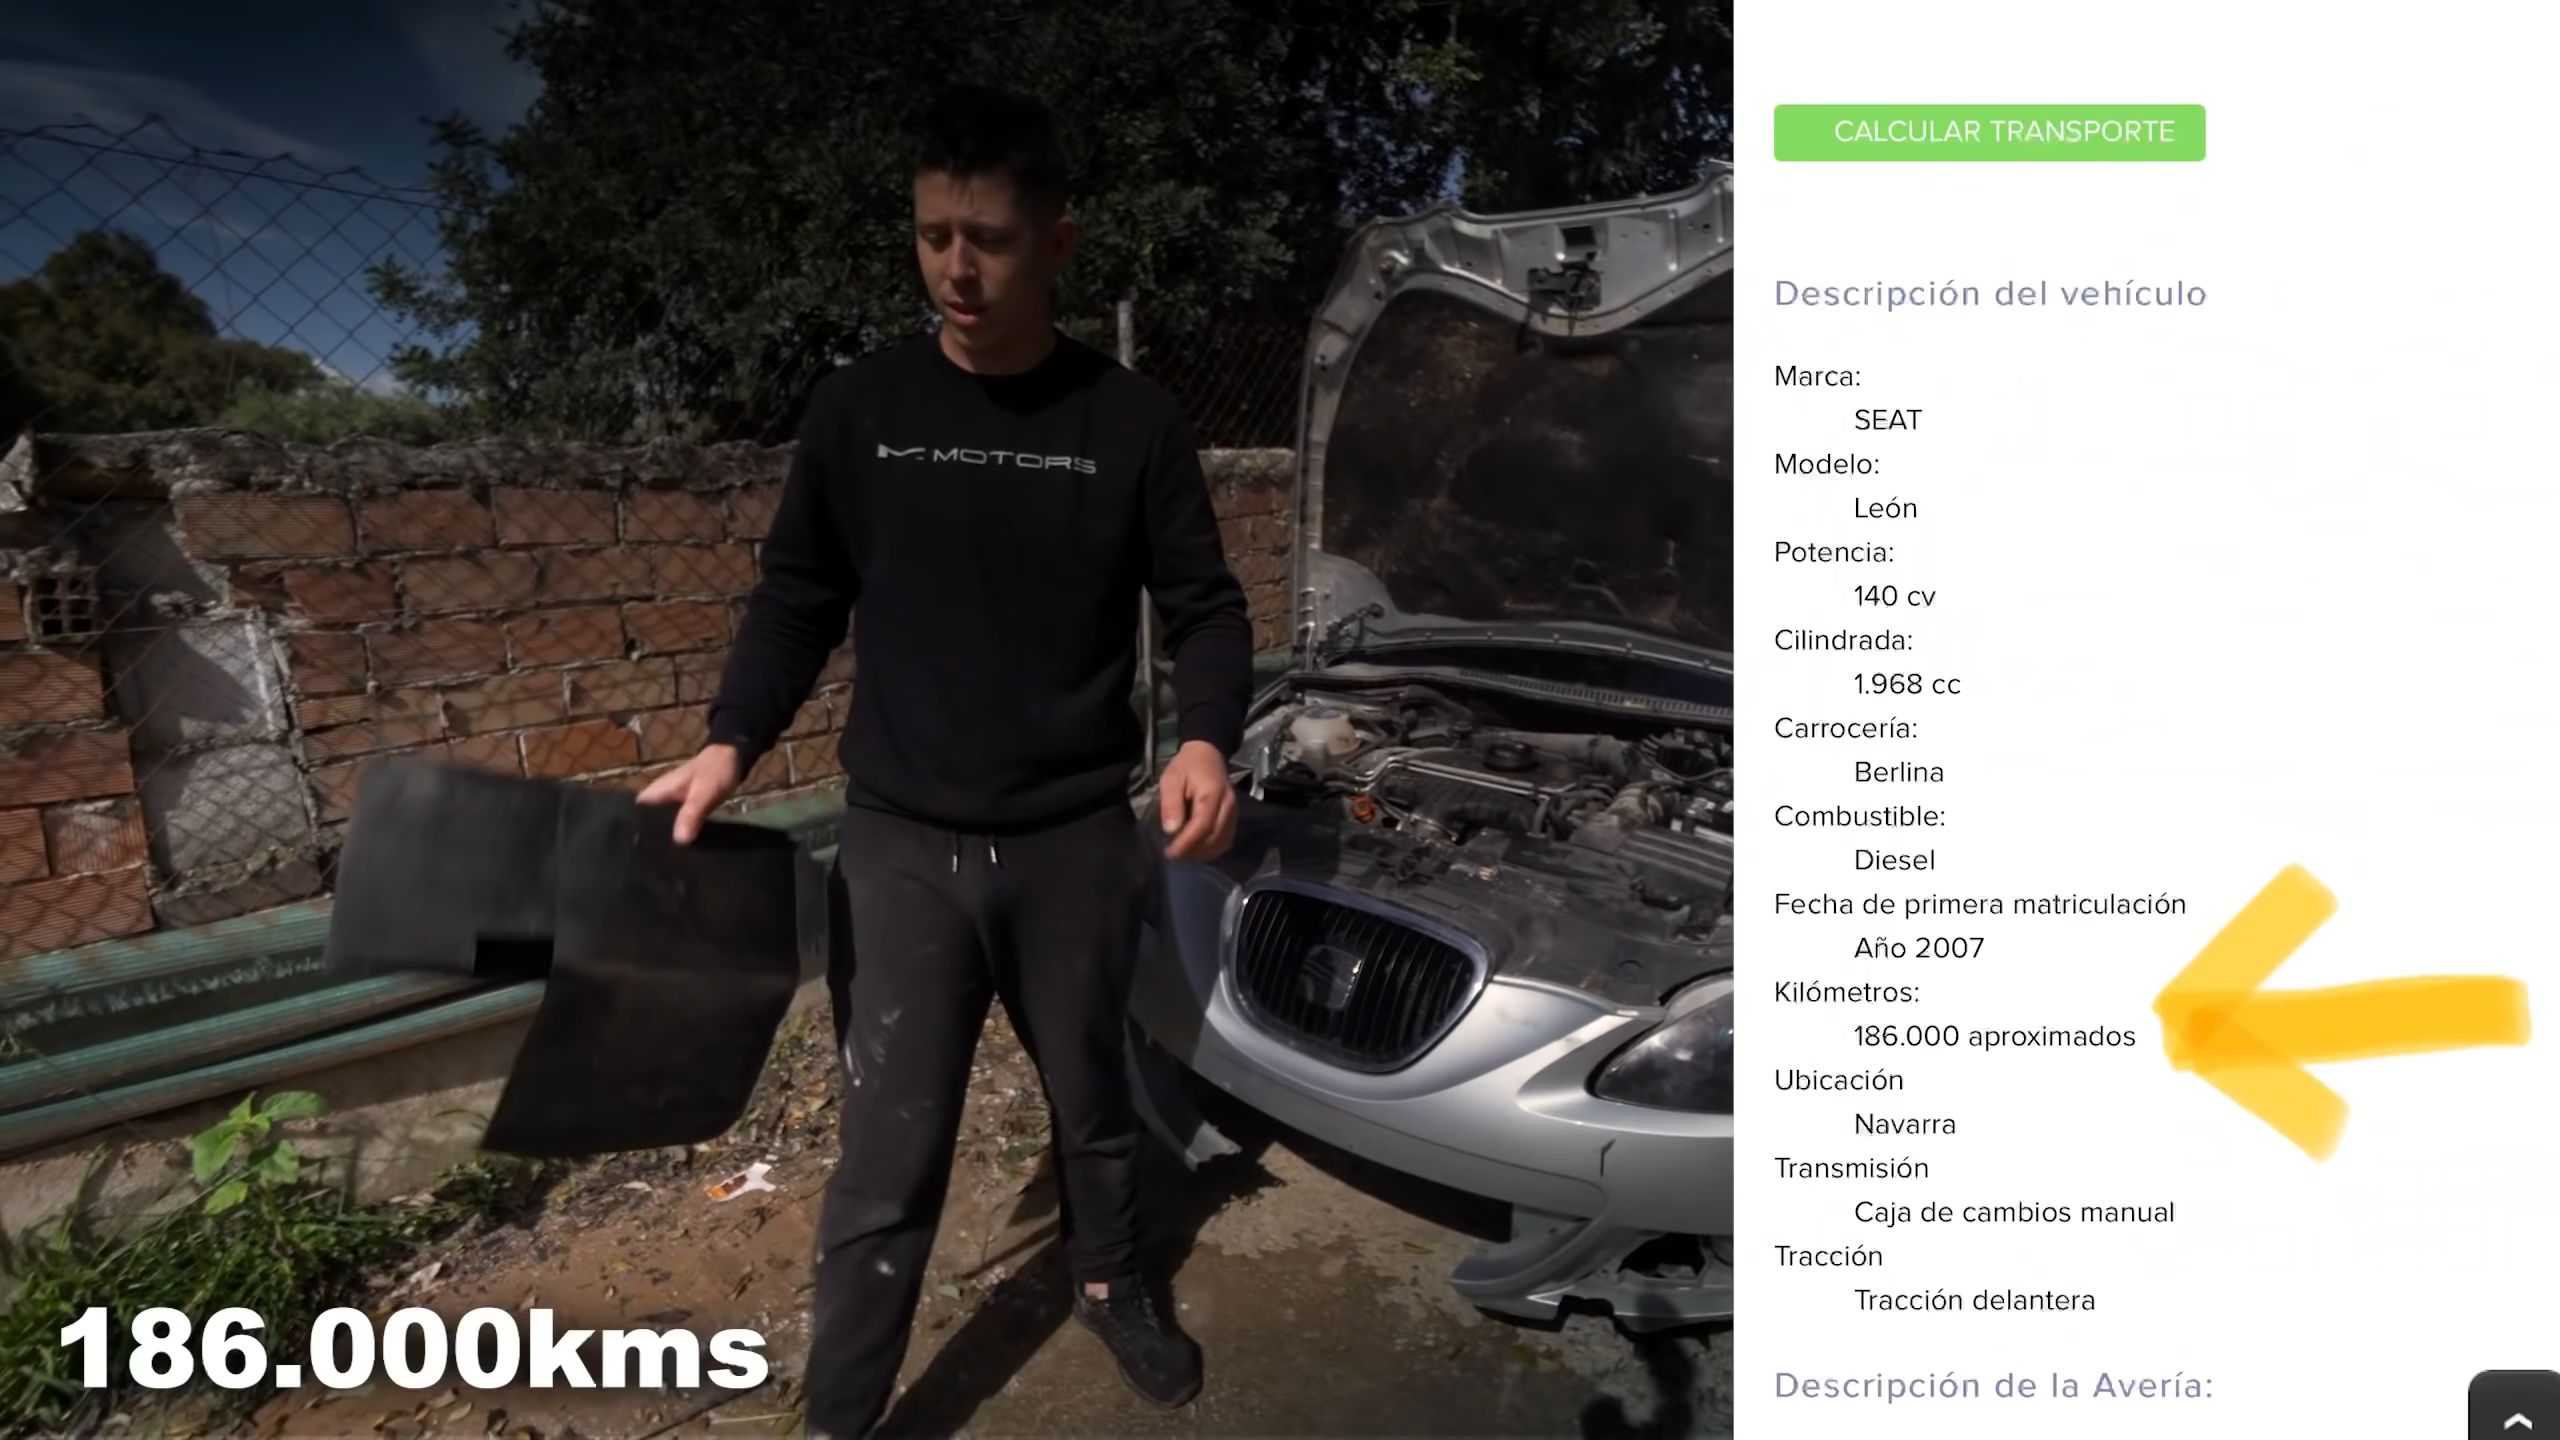 MOTORS
186.000kms
CALCULAR TRANSPORTE
Descripción del vehículo
Marca:
SEAT
Modelo:
León
Potencia:
140 cv
Cilindrada:
1.968 cc
Carrocería:
Berlina
Combustible:
Diesel
Fecha de primera matriculación
Año 2007
Kilómetros:
186.000 aproximados
Ubicación
Navarra
Transmisión
Caja de cambios manual
Tracción
Tracción delantera
Descripción de la Avería: